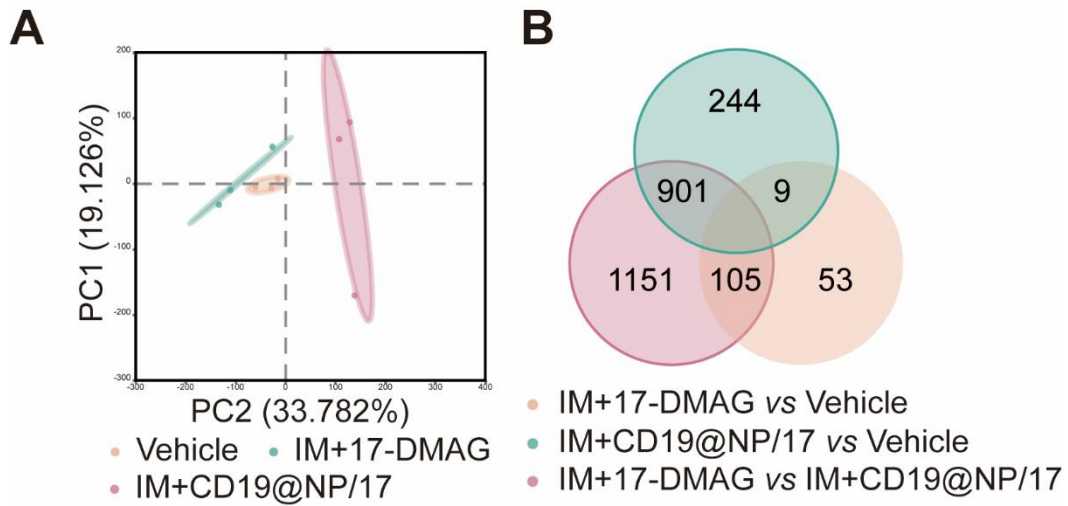 A
PC1 (19.126%)
200
100
0
-100
-200
-300
-300 -200 -100 0 100 200 300 400
PC2 (33.782%)
Vehicle IM+17-DMAG
IM+CD19@NP/17
B
244
901 9
1151 105 53
IM+17-DMAG vs Vehicle
IM+CD19@NP/17 vs Vehicle
IM+17-DMAG vs IM+CD19@NP/17